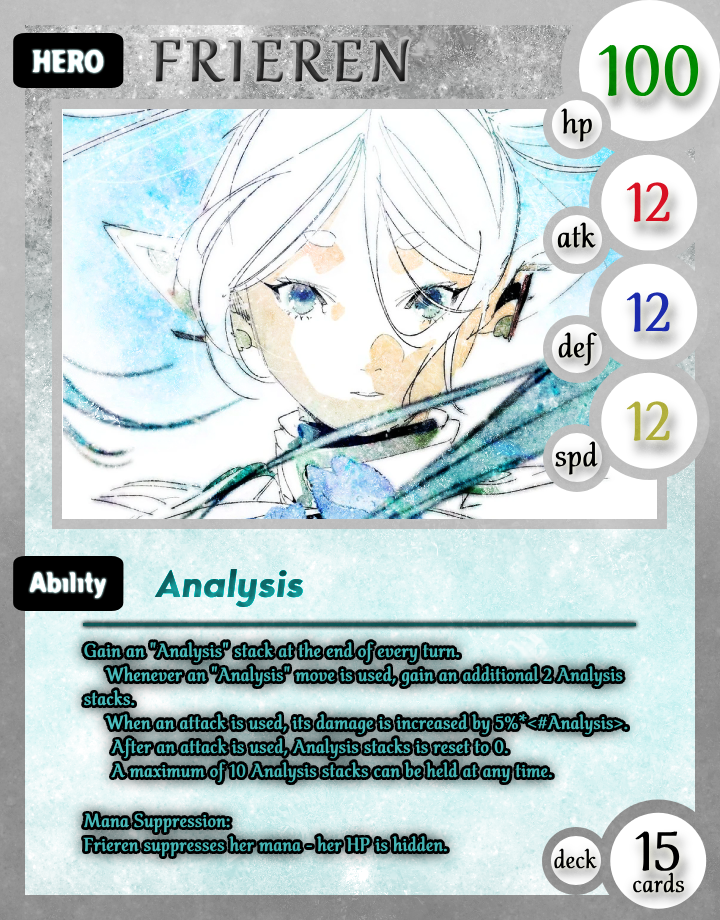 HERO
FRIEREN
100
hp
12
atk
12
def
12
spd
Ability
Analysis
Gain an "Analysis" stack at the end of every turn.
Whenever an "Analysis" move is used, gain an additional 2 Analysis
stacks.
When an attack is used, its damage is increased by 5%*<#Analysis>.
After an attack is used, Analysis stacks is reset to 0.
A maximum of 10 Analysis stacks can be held at any time.
Mana Suppression:
Frieren suppresses her mana - her HP is hidden.
deck
15
cards